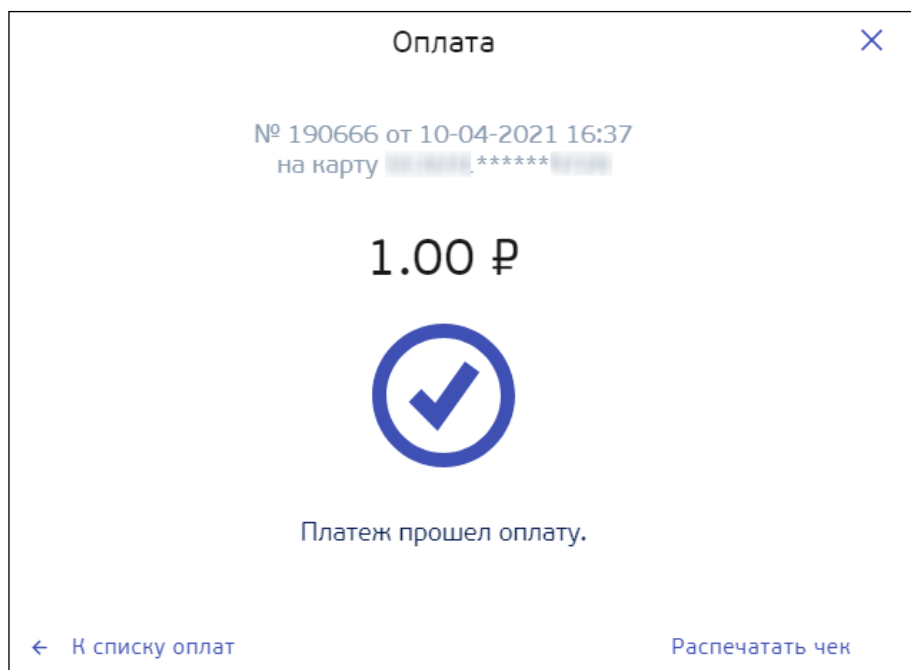 Оплата
№ 190666 от 10-04-2021 16:37
на карту ******
1.00 ₽
Платеж прошел оплату.
← К списку оплат
Распечатать чек